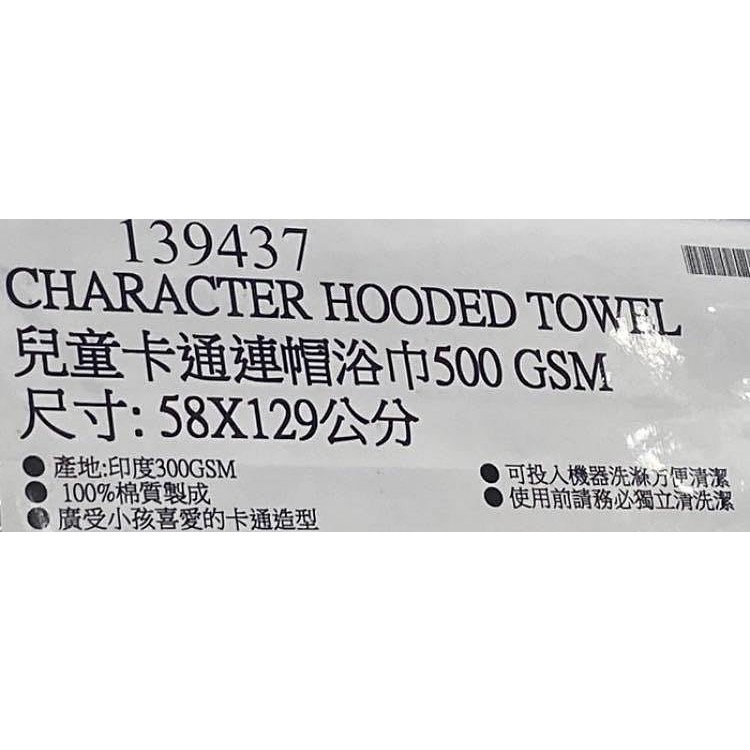 139437
CHARACTER HOODED TOWEL
兒童卡通連帽浴巾500 GSM
尺寸: 58X129公分
● 產地:印度300GSM
● 100%棉質製成
● 廣受小孩喜愛的卡通造型
● 可投入機器洗滌方便清潔
● 使用前請務必獨立清洗潔